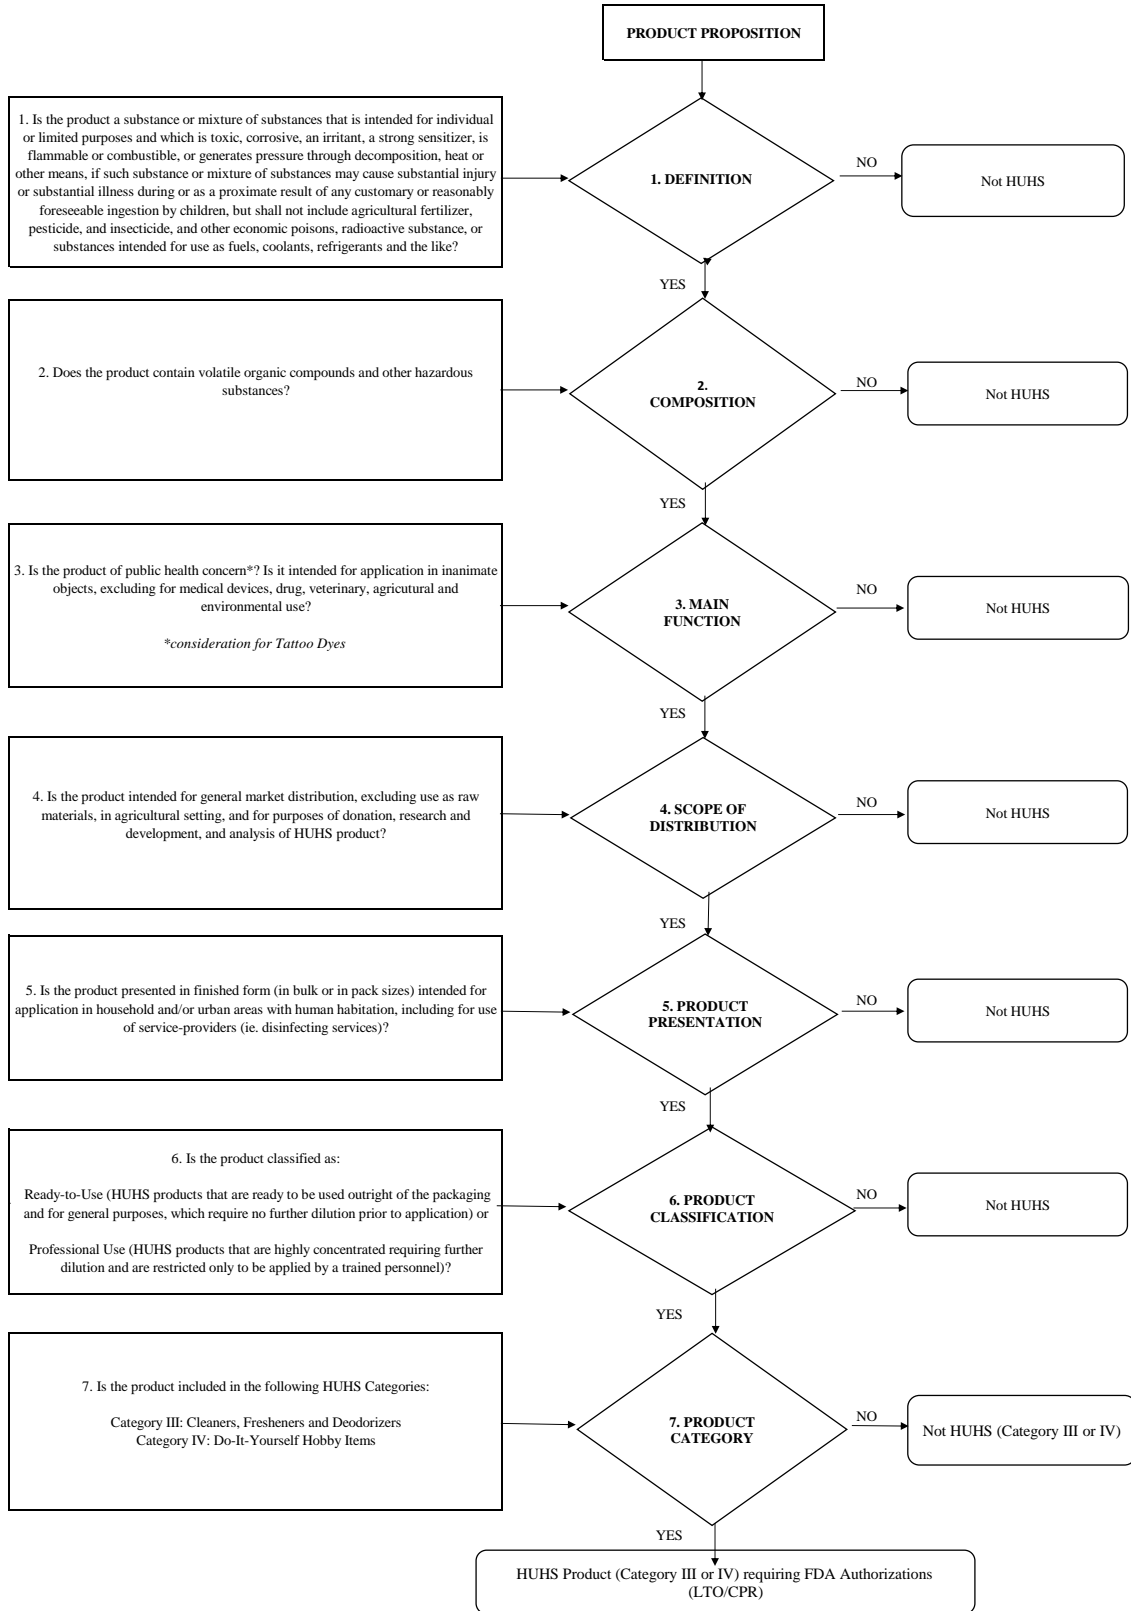 PRODUCT PROPOSITION
1. Is the product a substance or mixture of substances that is intended for individual
or limited purposes and which is toxic, corrosive, an irritant, a strong sensitizer, is
flammable or combustible, or generates pressure through decomposition, heat or
other means, if such substance or mixture of substances may cause substantial injury
or substantial illness during or as a proximate result of any customary or reasonably
foreseeable ingestion by children, but shall not include agricultural fertilizer,
pesticide, and insecticide, and other economic poisons, radioactive substance, or
substances intended for use as fuels, coolants, refrigerants and the like?
1. DEFINITION
NO
Not HUHS
YES
2. Does the product contain volatile organic compounds and other hazardous
substances?
2.
COMPOSITION
NO
Not HUHS
YES
3. Is the product of public health concern*? Is it intended for application in inanimate
objects, excluding for medical devices, drug, veterinary, agricutural and
environmental use?
*consideration for Tattoo Dyes
3. MAIN
FUNCTION
NO
Not HUHS
YES
4. Is the product intended for general market distribution, excluding use as raw
materials, in agricultural setting, and for purposes of donation, research and
development, and analysis of HUHS product?
4. SCOPE OF
DISTRIBUTION
NO
Not HUHS
YES
5. Is the product presented in finished form (in bulk or in pack sizes) intended for
application in household and/or urban areas with human habitation, including for use
of service-providers (ie. disinfecting services)?
5. PRODUCT
PRESENTATION
NO
Not HUHS
YES
6. Is the product classified as:
Ready-to-Use (HUHS products that are ready to be used outright of the packaging
and for general purposes, which require no further dilution prior to application) or
Professional Use (HUHS products that are highly concentrated requiring further
dilution and are restricted only to be applied by a trained personnel)?
6. PRODUCT
CLASSIFICATION
NO
Not HUHS
YES
7. Is the product included in the following HUHS Categories:
Category III: Cleaners, Fresheners and Deodorizers
Category IV: Do-It-Yourself Hobby Items
7. PRODUCT
CATEGORY
NO
Not HUHS (Category III or IV)
YES
HUHS Product (Category III or IV) requiring FDA Authorizations
(LTO/CPR)